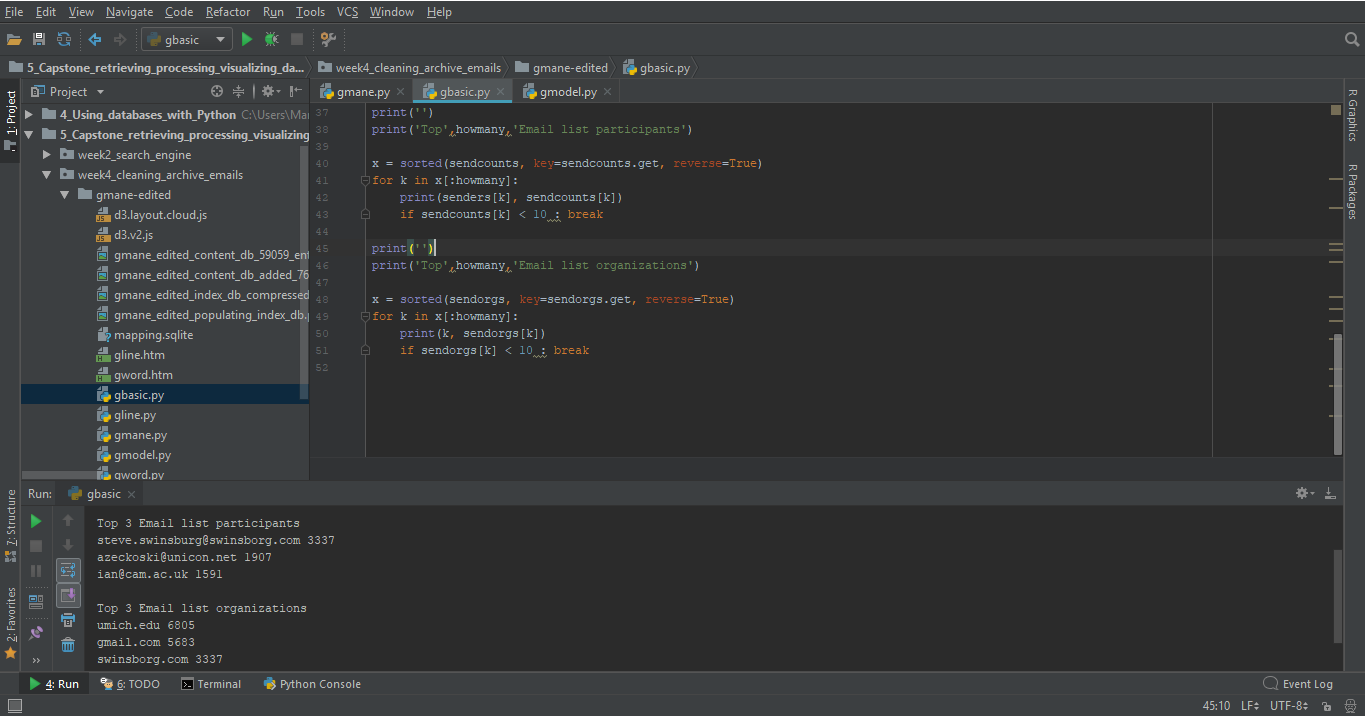 File Edit View Navigate Code Refactor Run Tools VCS Window Help
gbasic
5_Capstone_retrieving_processing_visualizing_da... week4_cleaning_archive_emails gmane-edited gbasic.py
1: Project
Project
4_Using_databases_with_Python C:\Users\Ma
5_Capstone_retrieving_processing_visualizing
week2_search_engine
week4_cleaning_archive_emails
gmane-edited
d3.layout.cloud.js
d3.v2.js
gmane_edited_content_db_59059_en
gmane_edited_content_db_added_76
gmane_edited_index_db_compressed
gmane_edited_populating_index_db.
mapping.sqlite
gline.htm
gword.htm
gbasic.py
gline.py
gmane.py
gmodel.py
gword.py
gmane.py gbasic.py gmodel.py
37 print('')
38 print('Top',howmany,'Email list participants')
39
40 x = sorted(sendcounts, key=sendcounts.get, reverse=True)
41 for k in x[:howmany]:
42 print(senders[k], sendcounts[k])
43 if sendcounts[k] < 10 : break
44
45 print('')
46 print('Top',howmany,'Email list organizations')
47
48 x = sorted(sendorgs, key=sendorgs.get, reverse=True)
49 for k in x[:howmany]:
50 print(k, sendorgs[k])
51 if sendorgs[k] < 10 : break
52
R Graphics
R Packages
7: Structure
2: Favorites
Run: gbasic
Top 3 Email list participants
steve.swinsburg@swinsborg.com 3337
azeckoski@unicon.net 1907
ian@cam.ac.uk 1591
Top 3 Email list organizations
umich.edu 6805
gmail.com 5683
swinsborg.com 3337
4: Run 6: TODO Terminal Python Console Event Log
45:10 LF UTF-8